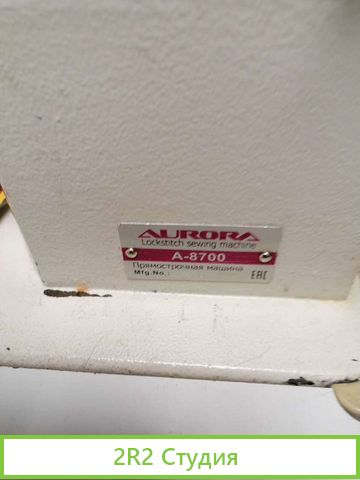 AURORA
Lockstitch sewing machine
A-8700
Прямострочная машина
Mfg.No.:
EAC
2R2 Студия